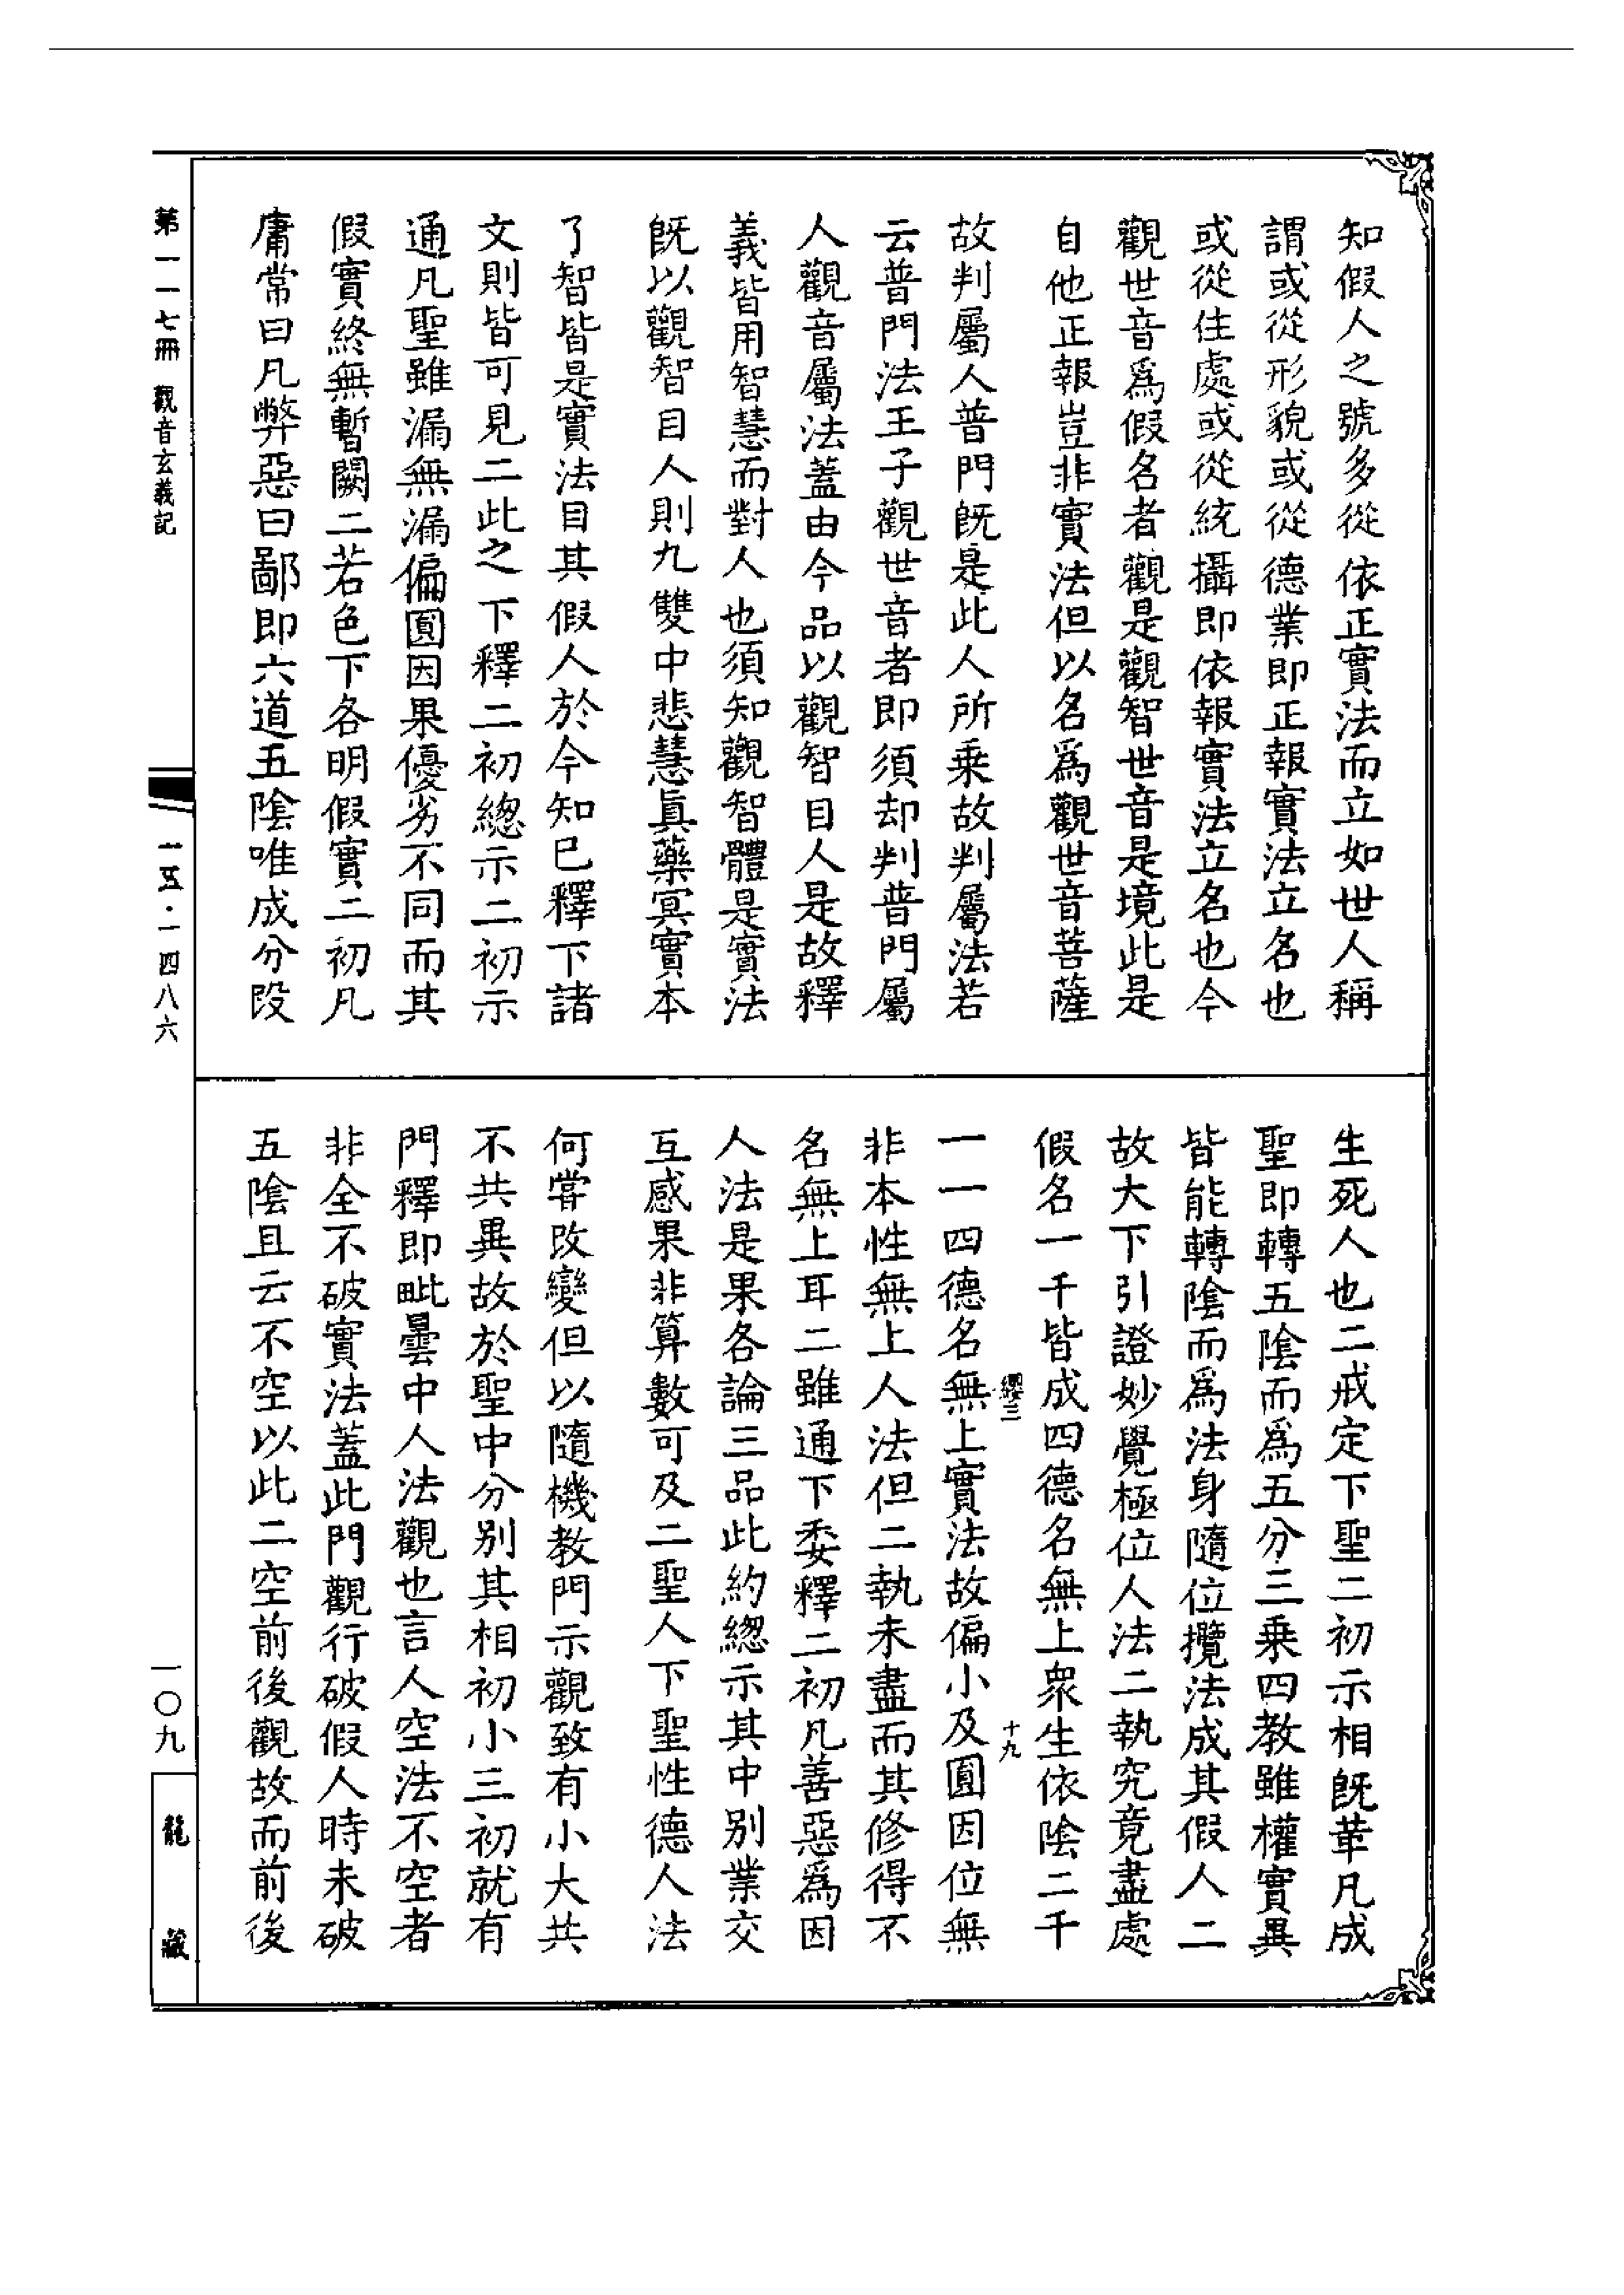 知假人之號多從依正實法而立如世人稱
謂或從形貌或從德業即正報實法立名也
或從住處或從統攝即依報實法立名也今
觀世音爲假名者觀是觀智世音是境此是
自他正報豈非實法但以名爲觀世音菩薩
故判屬人普門旣是此人所乗故判屬法若
云普門法王子觀世音者即須却判普門屬
人觀音屬法蓋由今品以觀智目人是故釋
義皆用智慧而對人也須知觀智體是實法
旣以觀智目人則九雙中悲慧眞藥冥實本
了智皆是實法目其假人於今知已釋下諸
文則皆可見二此之下釋二初總示二初示
通凡聖雖漏無漏偏圓因果優劣不同而其
假實終無暫闕二若色下各明假實二初凡
庸常曰凡弊惡曰鄙即六道五陰唯成分段
生死人也二戒定下聖二初示相旣革凡成
聖即轉五陰而爲五分三乗四教雖權實異
皆能轉陰而爲法身隨位攬法成其假人二
故大下引證妙覺極位人法二執究竟盡處
假名一千皆成四德名無上衆生依陰二千
一一四德名無上實法故偏小及圓因位無
非本性無上人法但二執未盡而其修得不
名無上耳二雖通下委釋二初凡善惡爲因
人法是果各論三品此約總示其中別業交
互感果非算數可及二聖人下聖性德人法
何甞改變但以隨機教門示觀致有小大共
不共異故於聖中分別其相初小三初就有
門釋即毗曇中人法觀也言人空法不空者
非全不破實法蓋此門觀行破假人時未破
五陰且云不空以此二空前後觀故而前後
纓三
十九
第一一七冊 觀音玄義記
一五·一四八六
一〇九
龍藏